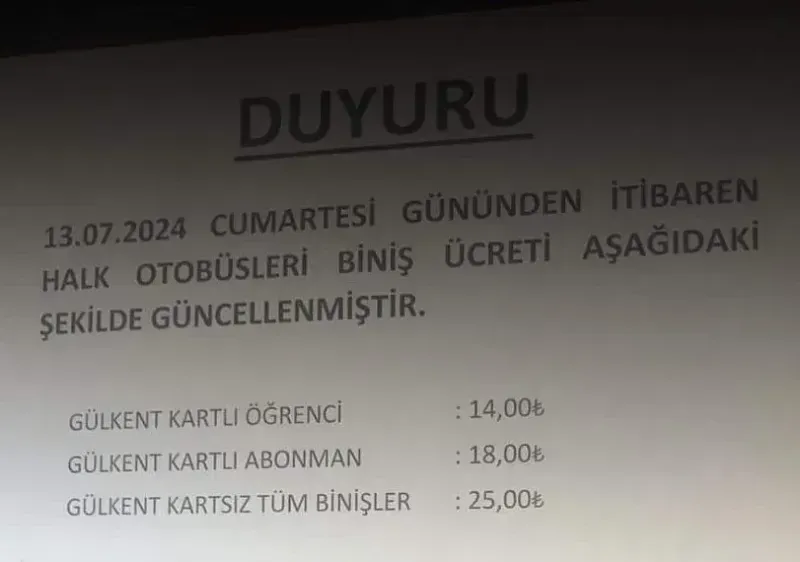 DUYURU
13.07.2024 CUMARTESİ GÜNÜNDEN İTİBAREN
HALK OTOBÜSLERİ BİNİŞ ÜCRETİ AŞAĞIDAKİ
ŞEKİLDE GÜNCELLENMİŞTİR.
GÜLKENT KARTLI ÖĞRENCİ : 14,00₺
GÜLKENT KARTLI ABONMAN : 18,00₺
GÜLKENT KARTSIZ TÜM BİNİŞLER : 25,00₺